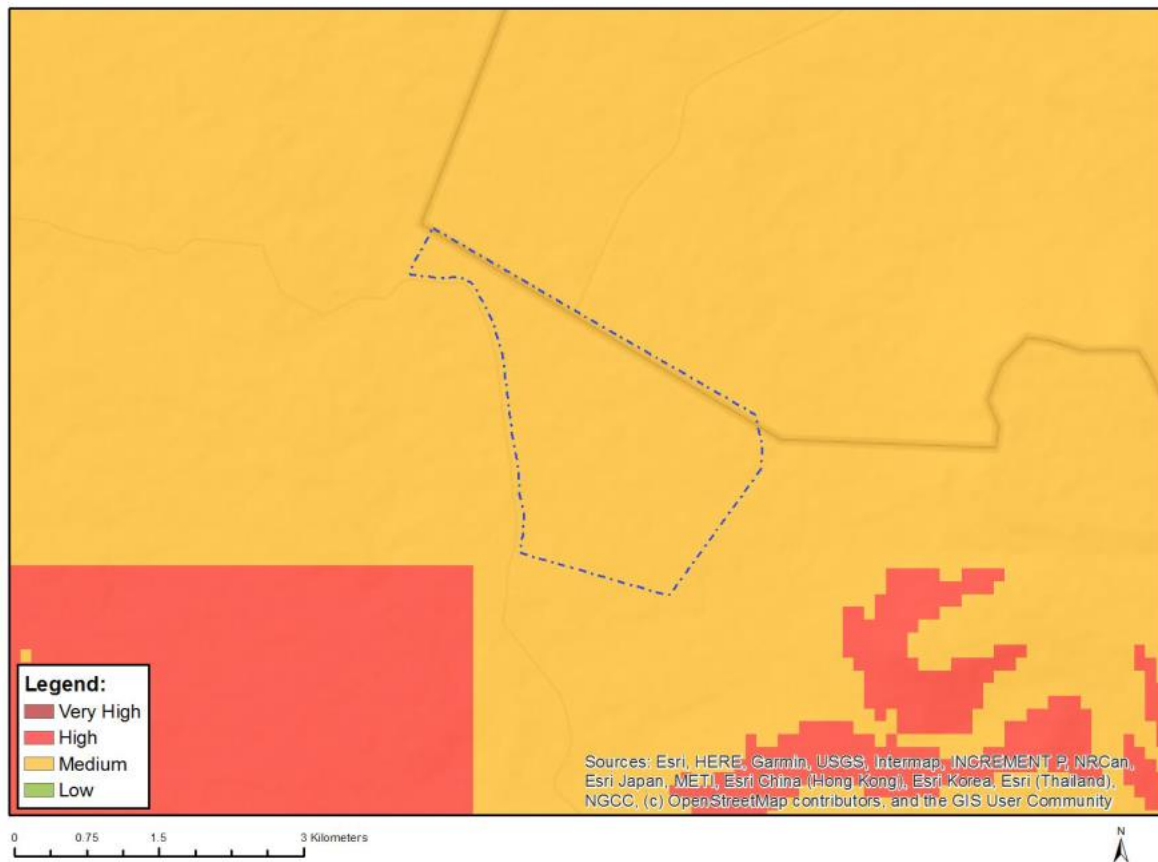 Legend:
Very High
High
Medium
Low
Sources: Esri, HERE, Garmin, USGS, Intermap, INCREMENT P, NRCan,
Esri Japan, METI, Esri China (Hong Kong), Esri Korea, Esri (Thailand),
NGCC, (c) OpenStreetMap contributors, and the GIS User Community
0 0.75 1.5 3 Kilometers
N